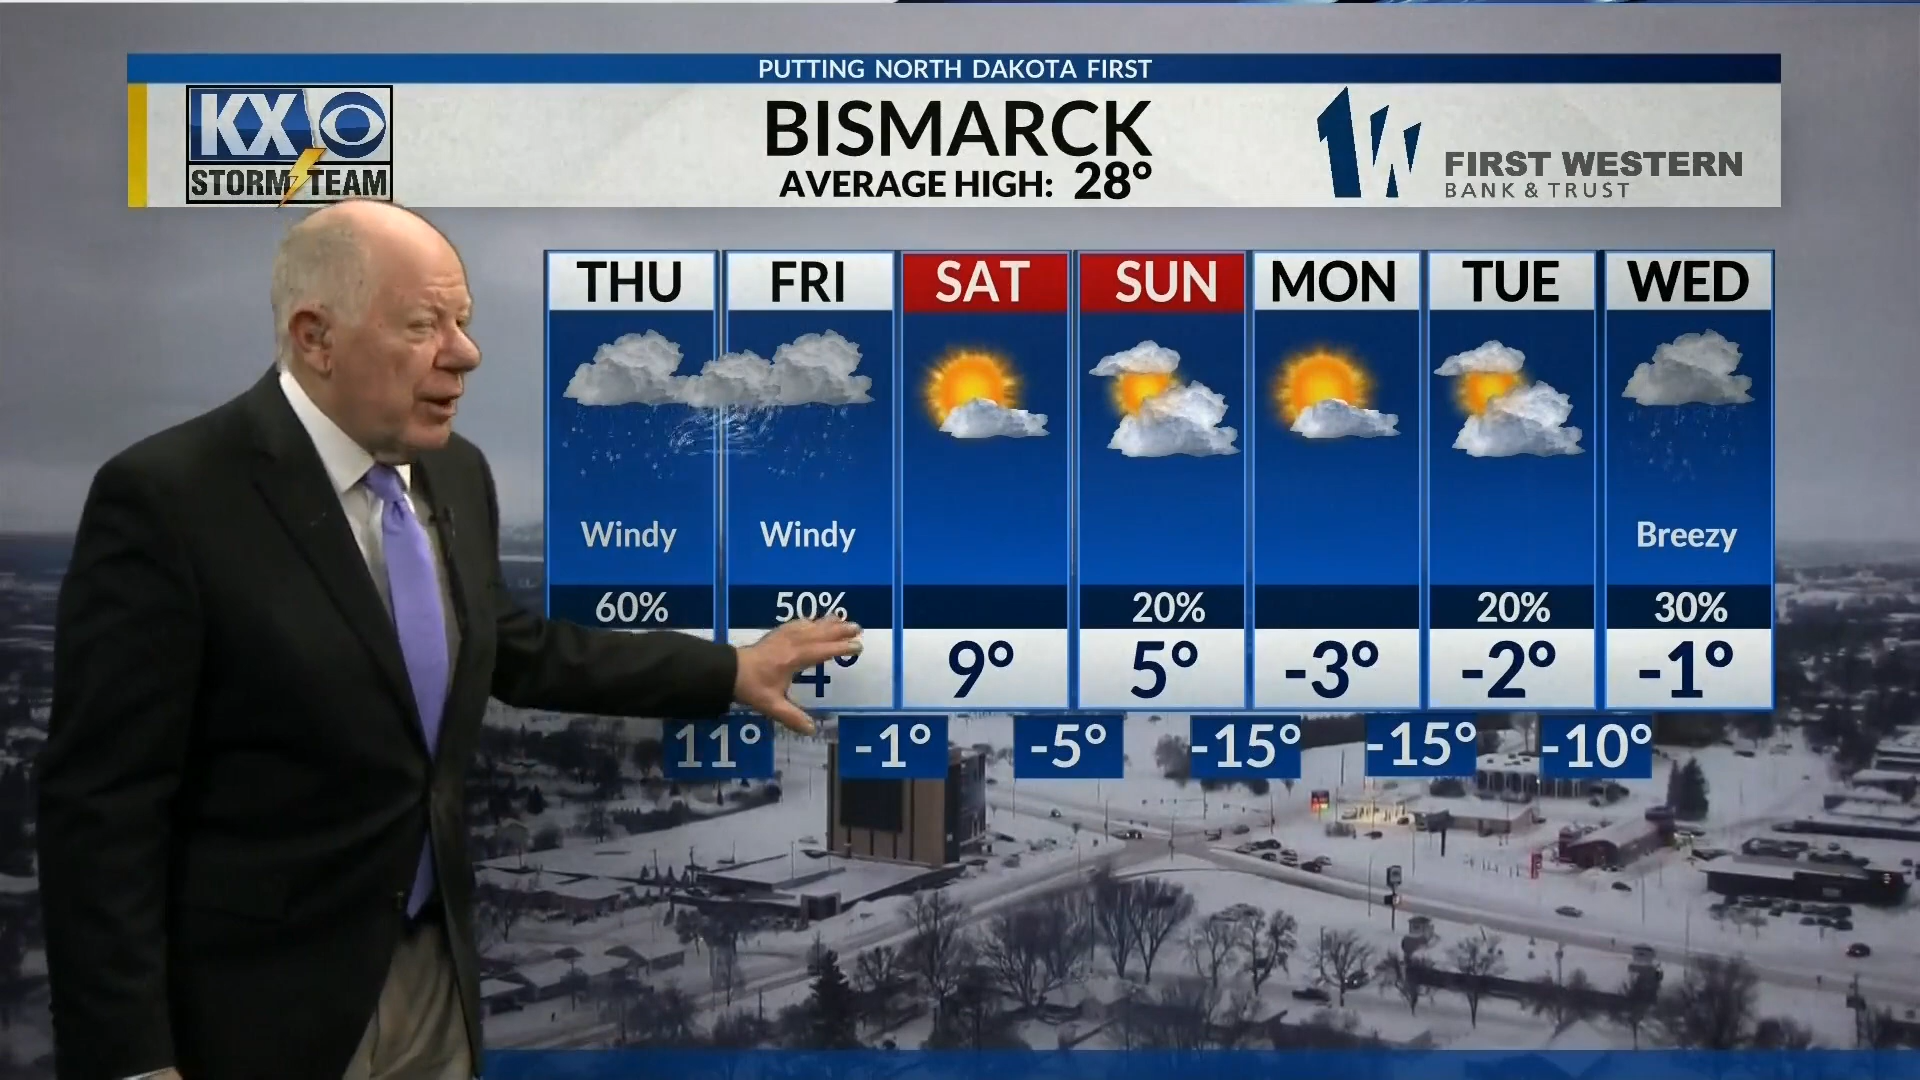 PUTTING NORTH DAKOTA FIRST
KX
STORM TEAM
BISMARCK
AVERAGE HIGH: 28°
1W
FIRST WESTERN
BANK & TRUST
THU FRI SAT SUN MON TUE WED
Windy Windy Breezy
60% 50% 20% 20% 30%
4° 9° 5° -3° -2° -1°
11° -1° -5° -15° -15° -10°